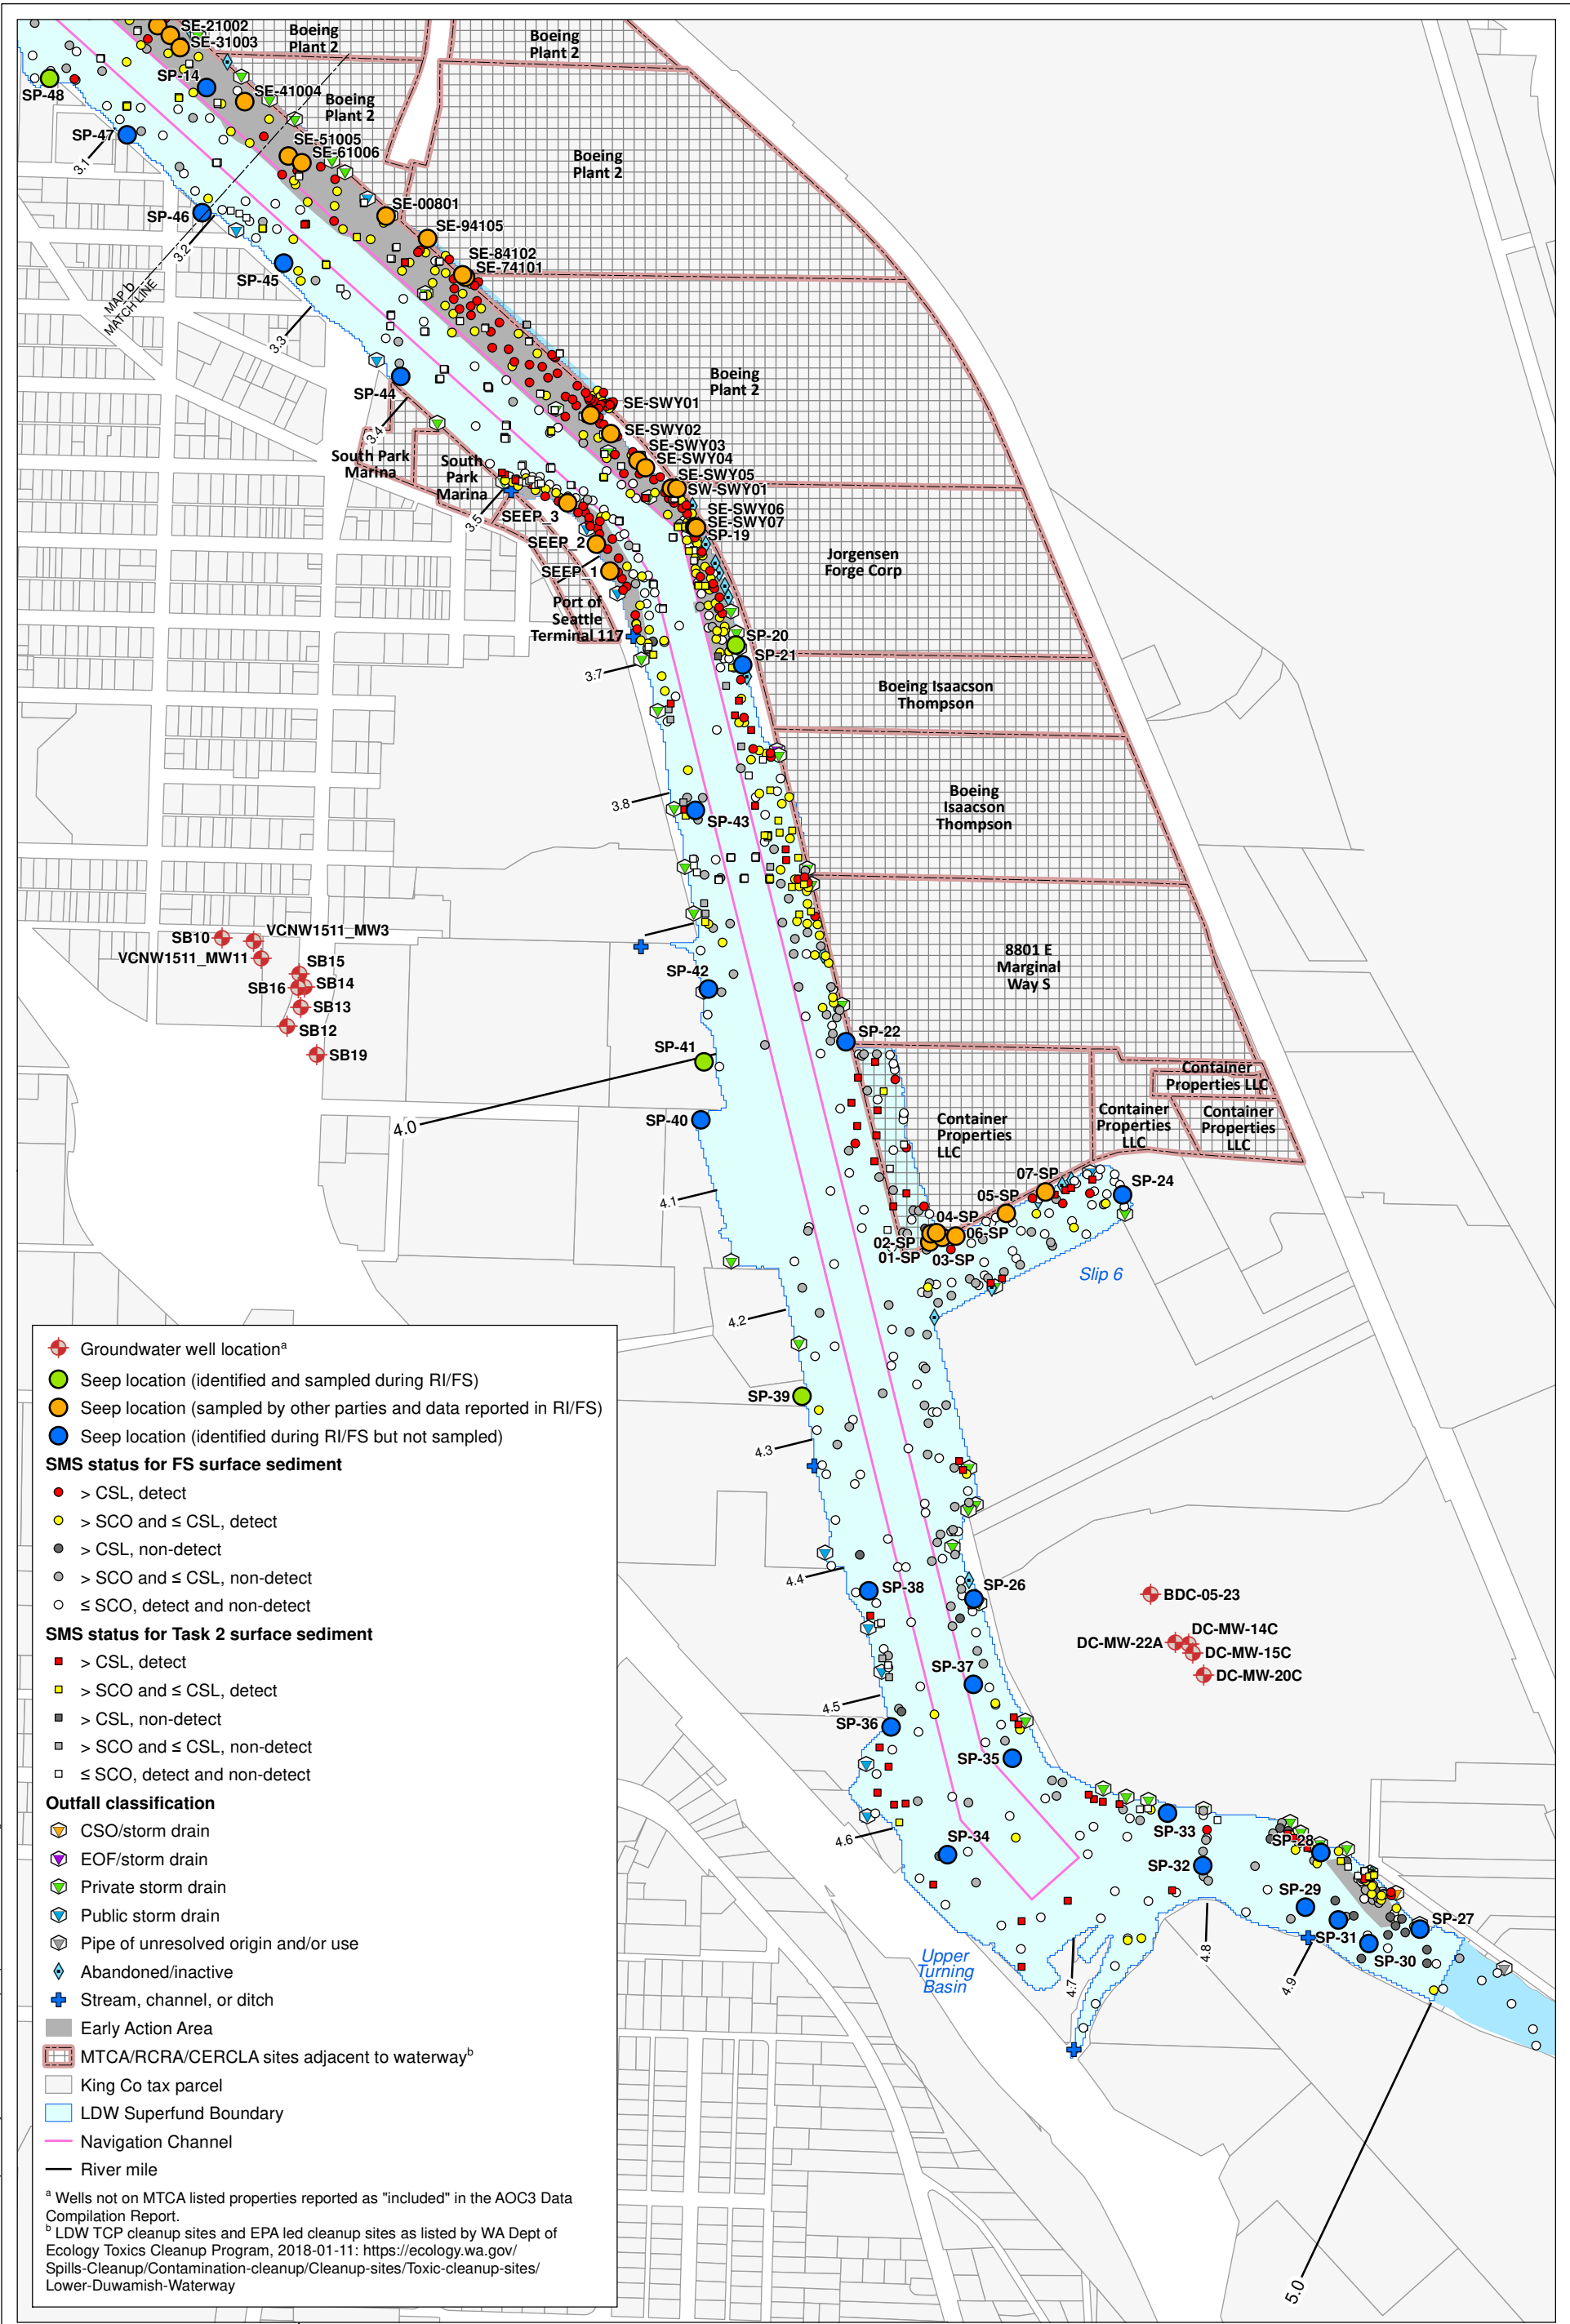 SE-21002
SE-31003
SP-14
SE-41004
SP-48
SP-47
3.1
SE-51005
SE-61006
SP-46
3.2
SE-00801
SE-94105
SE-84102
SE-74101
SP-45
MAP b
MATCH LINE
3.3
Boeing
Plant 2
Boeing
Plant 2
Boeing
Plant 2
Boeing
Plant 2
Boeing
Plant 2
SP-44
3.4
South Park
Marina
South
Park
Marina
SE-SWY01
SE-SWY02
SE-SWY03
SE-SWY04
SE-SWY05
SW-SWY01
SE-SWY06
SE-SWY07
SP-19
3.5
SEEP_3
SEEP_2
SEEP_1
Port of
Seattle
Terminal 117
Jorgensen
Forge Corp
SP-20
SP-21
3.7
Boeing Isaacson
Thompson
Boeing
Isaacson
Thompson
3.8
SP-43
SB10
VCNW1511_MW3
VCNW1511_MW11
SB15
SB16
SB14
SB13
SB12
SB19
8801 E
Marginal
Way S
SP-42
SP-22
SP-41
4.0
SP-40
Container
Properties LLC
Container
Properties
LLC
Container
Properties
LLC
Container
Properties
LLC
4.1
07-SP
05-SP
SP-24
04-SP
02-SP
06-SP
01-SP
03-SP
Slip 6
4.2
SP-39
4.3
4.4
SP-38
SP-26
BDC-05-23
DC-MW-14C
DC-MW-22A
DC-MW-15C
DC-MW-20C
SP-37
4.5
SP-36
SP-35
SP-33
4.6
SP-34
SP-28
SP-32
SP-29
SP-27
SP-31
SP-30
Upper
Turning
Basin
4.7
4.8
4.9
5.0
Groundwater well location^a
Seep location (identified and sampled during RI/FS)
Seep location (sampled by other parties and data reported in RI/FS)
Seep location (identified during RI/FS but not sampled)
SMS status for FS surface sediment
> CSL, detect
> SCO and ≤ CSL, detect
> CSL, non-detect
> SCO and ≤ CSL, non-detect
≤ SCO, detect and non-detect
SMS status for Task 2 surface sediment
> CSL, detect
> SCO and ≤ CSL, detect
> CSL, non-detect
> SCO and ≤ CSL, non-detect
≤ SCO, detect and non-detect
Outfall classification
CSO/storm drain
EOF/storm drain
Private storm drain
Public storm drain
Pipe of unresolved origin and/or use
Abandoned/inactive
Stream, channel, or ditch
Early Action Area
MTCA/RCRA/CERCLA sites adjacent to waterway^b
King Co tax parcel
LDW Superfund Boundary
Navigation Channel
River mile
^a Wells not on MTCA listed properties reported as "included" in the AOC3 Data
Compilation Report.
^b LDW TCP cleanup sites and EPA led cleanup sites as listed by WA Dept of
Ecology Toxics Cleanup Program, 2018-01-11: https://ecology.wa.gov/
Spills-Cleanup/Contamination-cleanup/Cleanup-sites/Toxic-cleanup-sites/
Lower-Duwamish-Waterway